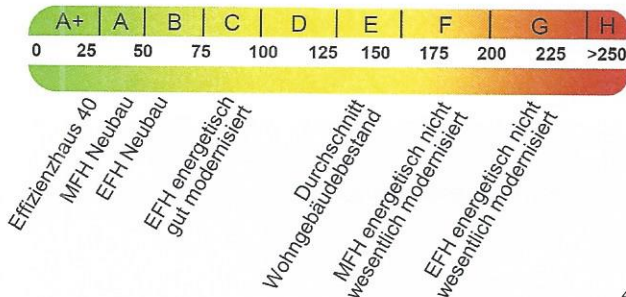 A+ A B C D E F G H
0 25 50 75 100 125 150 175 200 225 >250
Effizienzhaus 40
MFH Neubau
EFH Neubau
EFH energetisch
gut modernisiert
Durchschnitt
Wohngebäudebestand
MFH energetisch nicht
wesentlich modernisiert
EFH energetisch nicht
wesentlich modernisiert